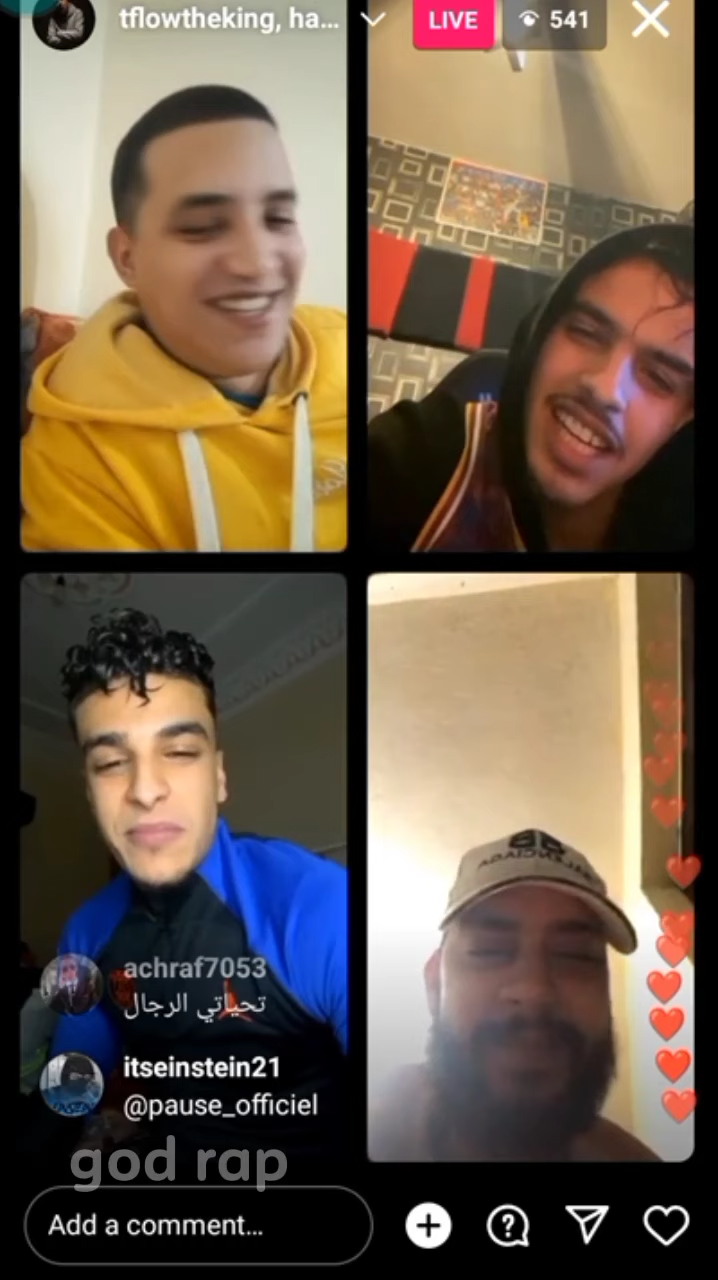 tflowtheking, ha...
LIVE
541
achraf7053
تحياتي الرجال
itseinstein21
@pause_officiel
god rap
Add a comment...